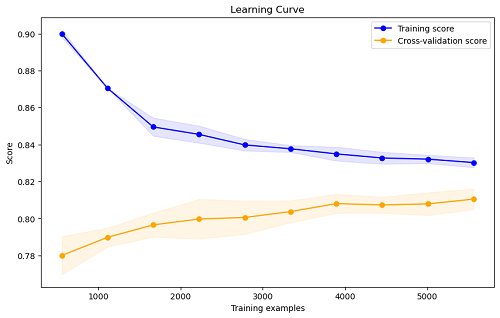 Learning Curve
Training score
Cross-validation score
Score
0.90
0.88
0.86
0.84
0.82
0.80
0.78
1000
2000
3000
4000
5000
Training examples